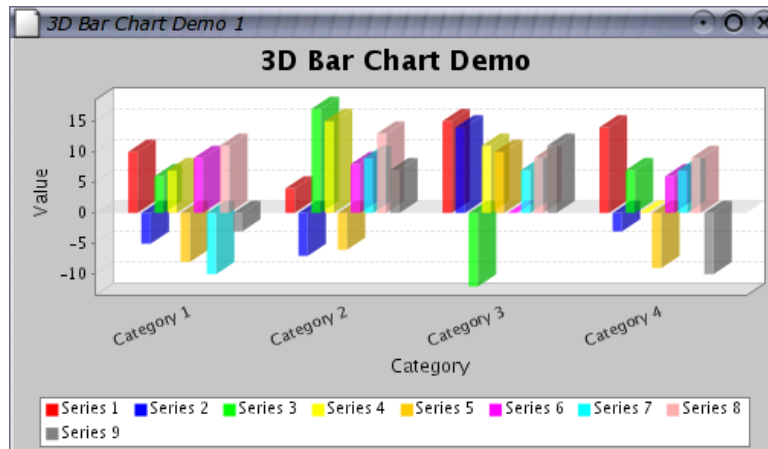 3D Bar Chart Demo 1
3D Bar Chart Demo
15
10
5
0
-5
-10
Value
Category 1 Category 2 Category 3 Category 4
Category
Series 1 Series 2 Series 3 Series 4 Series 5 Series 6 Series 7 Series 8
Series 9